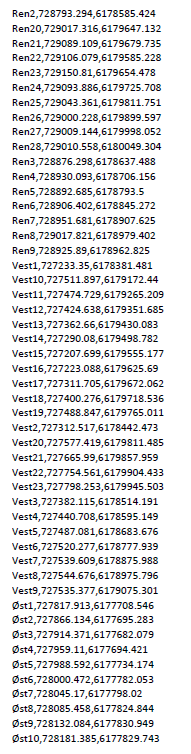 Ren2,728793.294,6178585.424
Ren20,729017.316,6179647.132
Ren21,729089.109,6179679.735
Ren22,729106.079,6179585.228
Ren23,729150.81,6179654.478
Ren24,729093.886,6179725.708
Ren25,729043.361,6179811.751
Ren26,729000.228,6179899.597
Ren27,729009.144,6179998.052
Ren28,729010.558,6180049.304
Ren3,728876.298,6178637.488
Ren4,728930.093,6178706.156
Ren5,728892.685,6178793.5
Ren6,728906.402,6178845.272
Ren7,728951.681,6178907.625
Ren8,729017.821,6178979.402
Ren9,728925.89,6178962.825
Vest1,727233.35,6178381.481
Vest10,727511.897,6179172.44
Vest11,727474.729,6179265.209
Vest12,727424.638,6179351.685
Vest13,727362.66,6179430.083
Vest14,727290.08,6179498.782
Vest15,727207.699,6179555.177
Vest16,727223.088,6179625.69
Vest17,727311.705,6179672.062
Vest18,727400.276,6179718.536
Vest19,727488.847,6179765.011
Vest2,727312.517,6178442.473
Vest20,727577.419,6179811.485
Vest21,727665.99,6179857.959
Vest22,727754.561,6179904.433
Vest23,727798.253,6179945.503
Vest3,727382.115,6178514.191
Vest4,727440.708,6178595.149
Vest5,727487.081,6178683.676
Vest6,727520.277,6178777.939
Vest7,727539.609,6178875.988
Vest8,727544.676,6178975.796
Vest9,727535.377,6179075.301
Øst1,727817.913,6177708.546
Øst2,727866.134,6177695.283
Øst3,727914.371,6177682.079
Øst4,727959.11,6177694.421
Øst5,727988.592,6177734.174
Øst6,728000.472,6177782.053
Øst7,728045.17,6177798.02
Øst8,728085.458,6177824.844
Øst9,728132.084,6177830.949
Øst10,728181.385,6177829.743